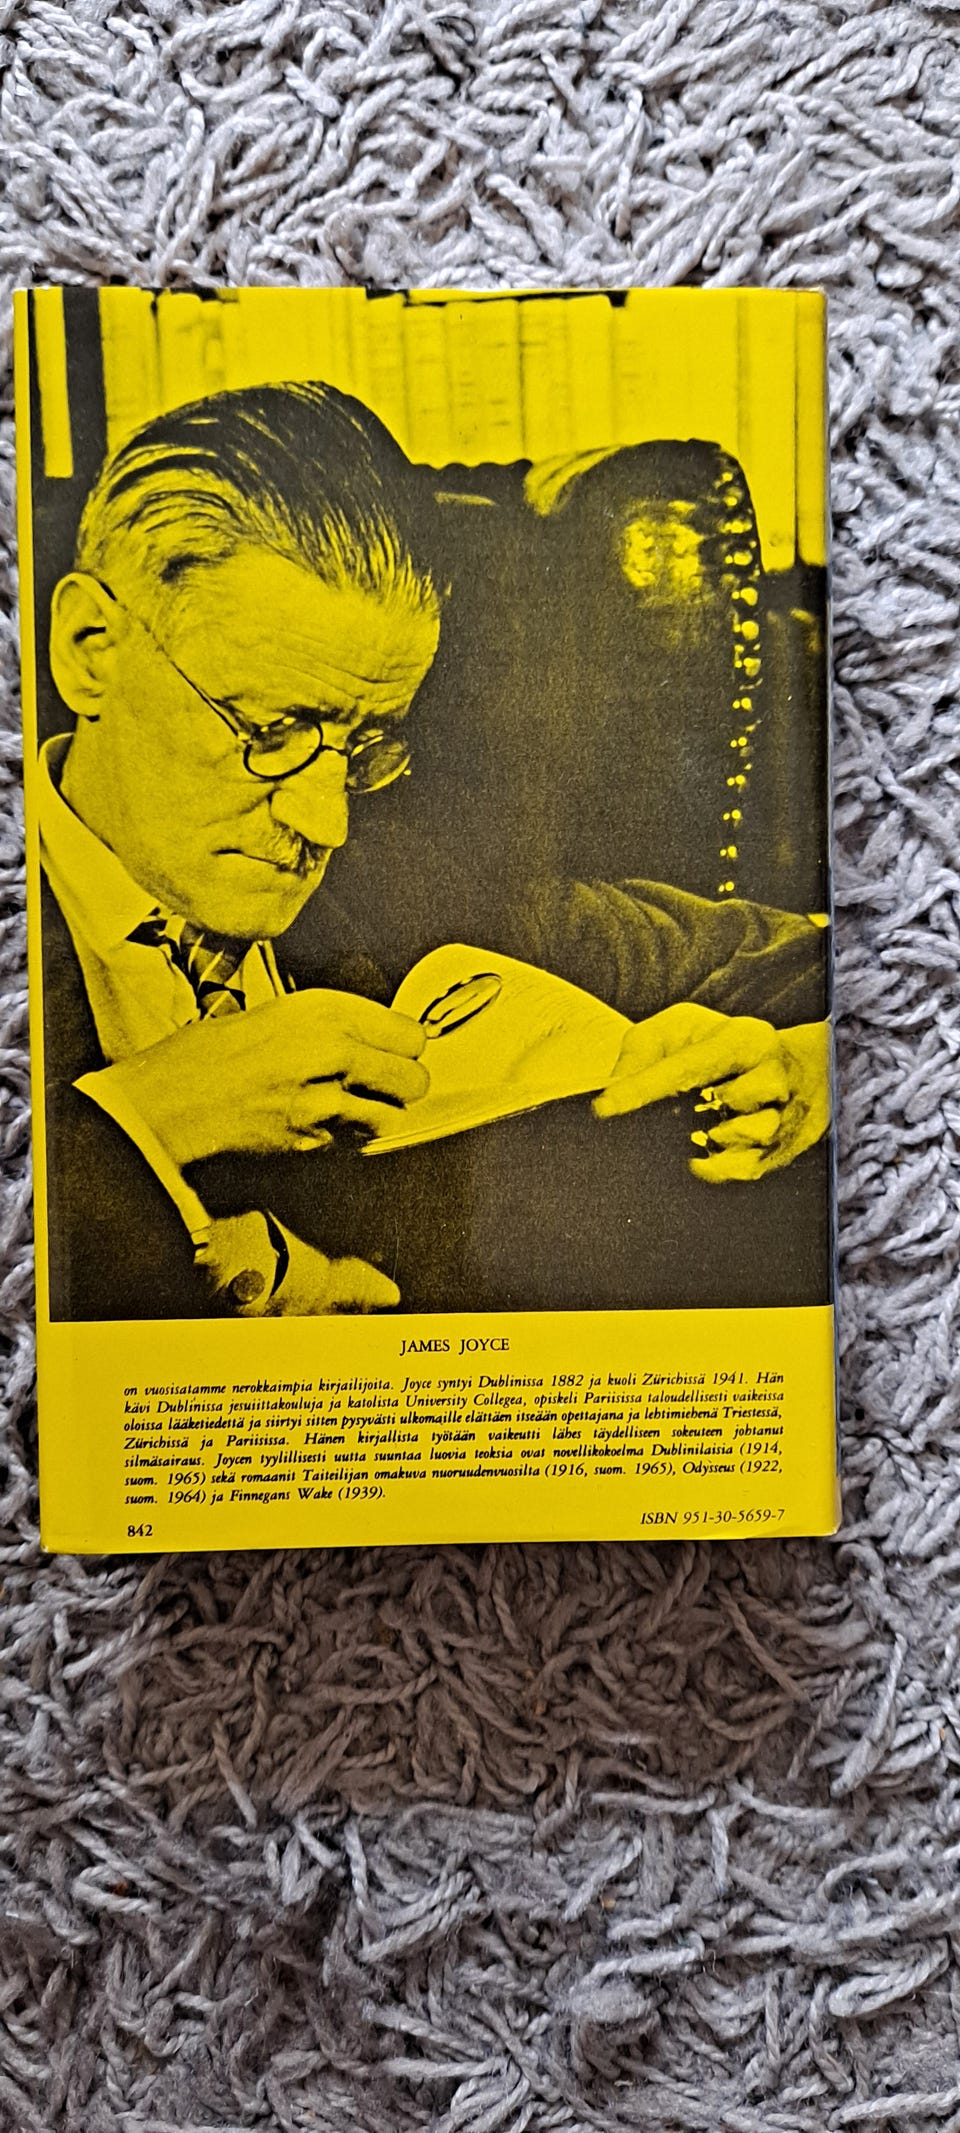 JAMES JOYCE
on vuosisatamme nerokkaimpia kirjailijoita. Joyce syntyi Dublinissa 1882 ja kuoli Zürichissä 1941. Hän
kävi Dublinissa jesuiittakouluja ja katolista University Collegea, opiskeli Pariisissa taloudellisesti vaikeissa
oloissa lääketiedettä ja siirtyi sitten pysyvästi ulkomaille elättäen itseään opettajana ja lehtimiehenä Triestessä,
Zürichissä ja Pariisissa. Hänen kirjallista työtään vaikeutti lähes täydelliseen sokeuteen johtanut
silmäsairaus. Joycen tyylillisesti uutta suuntaa luovia teoksia ovat novellikokoelma Dublinilaisia (1914,
suom. 1965) sekä romaanit Taiteilijan omakuva nuoruudenvuosilta (1916, suom. 1965), Odysseus (1922,
suom. 1964) ja Finnegans Wake (1939).
842
ISBN 951-30-5659-7